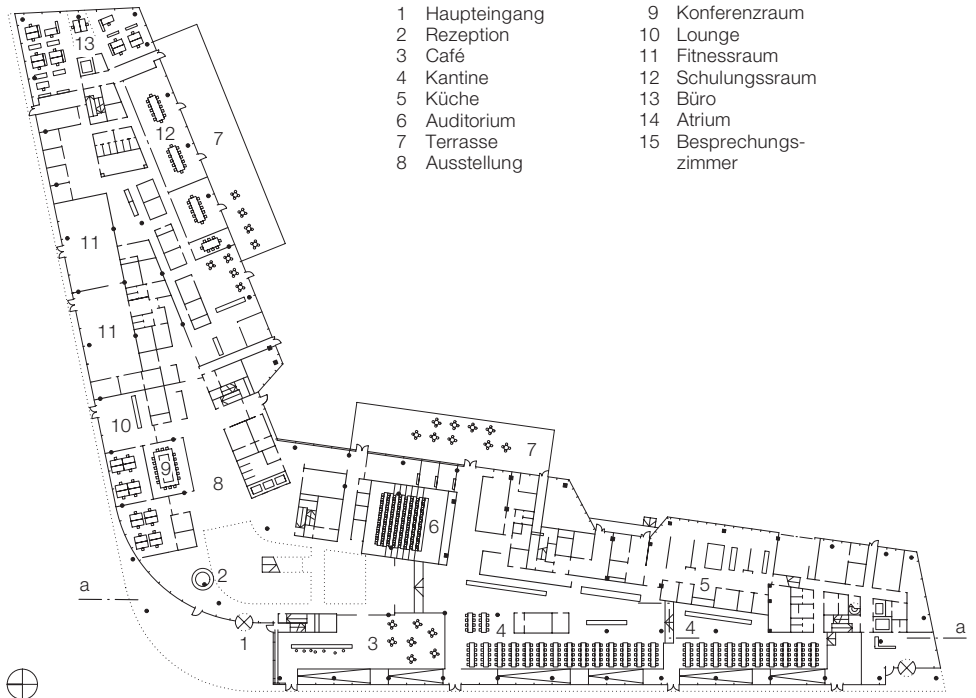 1 Haupteingang
2 Rezeption
3 Café
4 Kantine
5 Küche
6 Auditorium
7 Terrasse
8 Ausstellung
9 Konferenzraum
10 Lounge
11 Fitnessraum
12 Schulungssraum
13 Büro
14 Atrium
15 Besprechungs-
zimmer
13
12
7
11
11
10
9
8
7
6
5
a
2
1
3
4
4
a